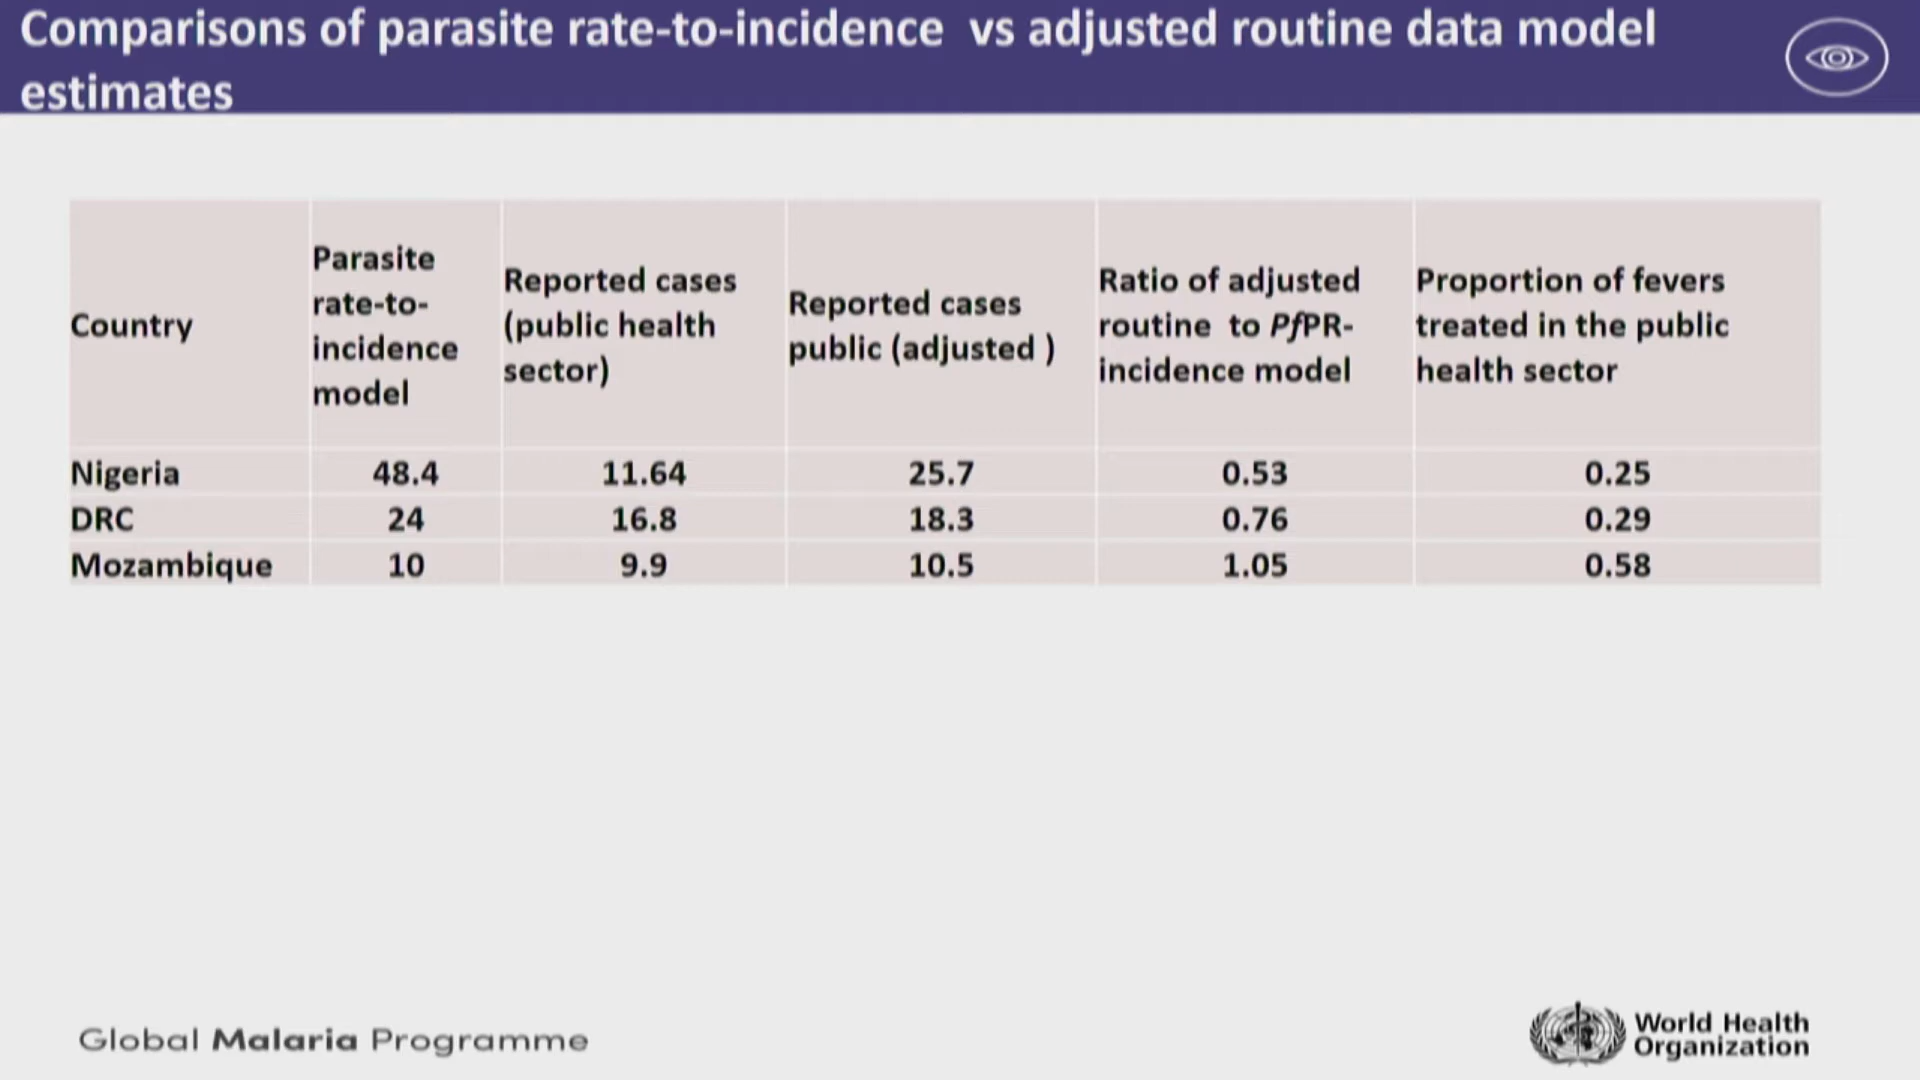 Comparisons of parasite rate-to-incidence vs adjusted routine data model
estimates
Country
Parasite
rate-to-
incidence
model
Reported cases
(public health
sector)
Reported cases
public (adjusted )
Ratio of adjusted
routine to PfPR-
incidence model
Proportion of fevers
treated in the public
health sector
Nigeria 48.4 11.64 25.7 0.53 0.25
DRC 24 16.8 18.3 0.76 0.29
Mozambique 10 9.9 10.5 1.05 0.58
Global Malaria Programme
World Health
Organization